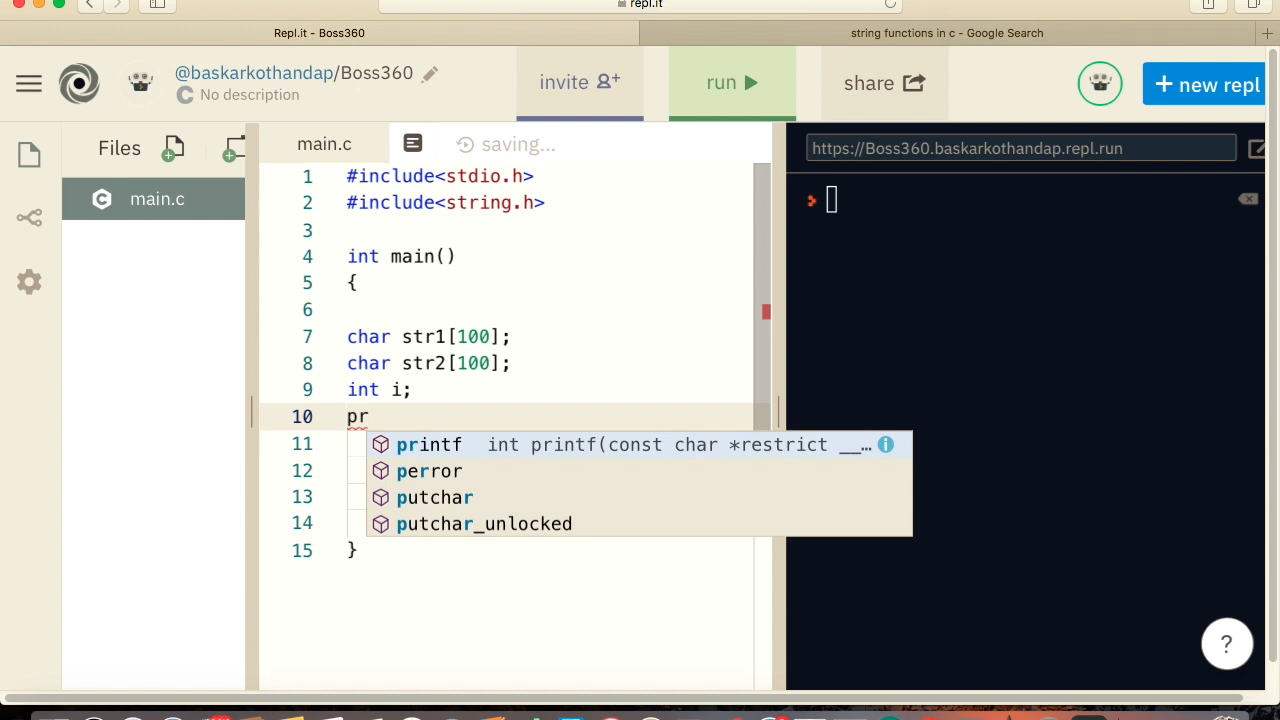 repl.it
Repl.it - Boss360
string functions in c - Google Search
@baskarkothandap/Boss360
No description
invite
run
share
+ new repl
Files
main.c
saving...
https://Boss360.baskarkothandap.repl.run
main.c
1 #include<stdio.h>
2 #include<string.h>
3
4 int main()
5 {
6
7 char str1[100];
8 char str2[100];
9 int i;
10 pr
11 printf int printf(const char *restrict __…
12 perror
13 putchar
14 putchar_unlocked
15 }
?